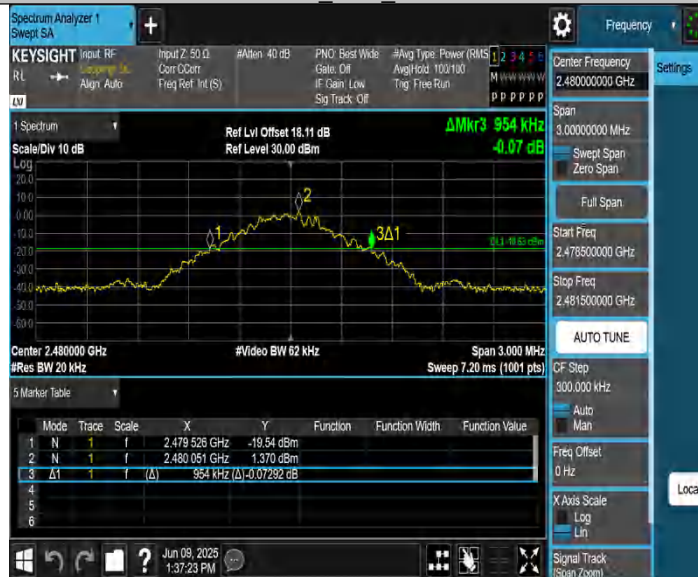 Spectrum Analyzer 1
Swept SA
+
Frequency
KEYSIGHT
RL
Input: RF
Align: Auto
Input Z: 50 Ω
Corr CCorr
Freq Ref: Int (S)
#Atten: 40 dB
PNO: Best Wide
Gate: Off
IF Gain: Low
Sig Track: Off
#Avg Type: Power (RMS
Avg|Hold: 100/100
Trig: Free Run
1 2 3 4 5 6
M W W W W W
P P P P P P
LXI
Center Frequency
2.480000000 GHz
Settings
Span
3.00000000 MHz
Swept Span
Zero Span
Full Span
Start Freq
2.478500000 GHz
Stop Freq
2.481500000 GHz
AUTO TUNE
CF Step
300.000 kHz
Auto
Man
Freq Offset
0 Hz
X Axis Scale
Log
Lin
Signal Track
(Span Zoom)
Loca
1 Spectrum
Scale/Div 10 dB
Ref Lvl Offset 18.11 dB
Ref Level 30.00 dBm
ΔMkr3 954 kHz
-0.07 dB
Log
20.0
10.0
0.00
-10.0
-20.0
-30.0
-40.0
-50.0
-60.0
1
2
3Δ1
DL1 -18.63 dBm
Center 2.480000 GHz
#Video BW 62 kHz
Span 3.000 MHz
#Res BW 20 kHz
Sweep 7.20 ms (1001 pts)
5 Marker Table
Mode Trace Scale X Y Function Function Width Function Value
1 N 1 f 2.479 526 GHz -19.54 dBm
2 N 1 f 2.480 051 GHz 1.370 dBm
3 Δ1 1 f (Δ) 954 kHz (Δ) -0.07292 dB
4
5
6
?
Jun 09, 2025
1:37:23 PM